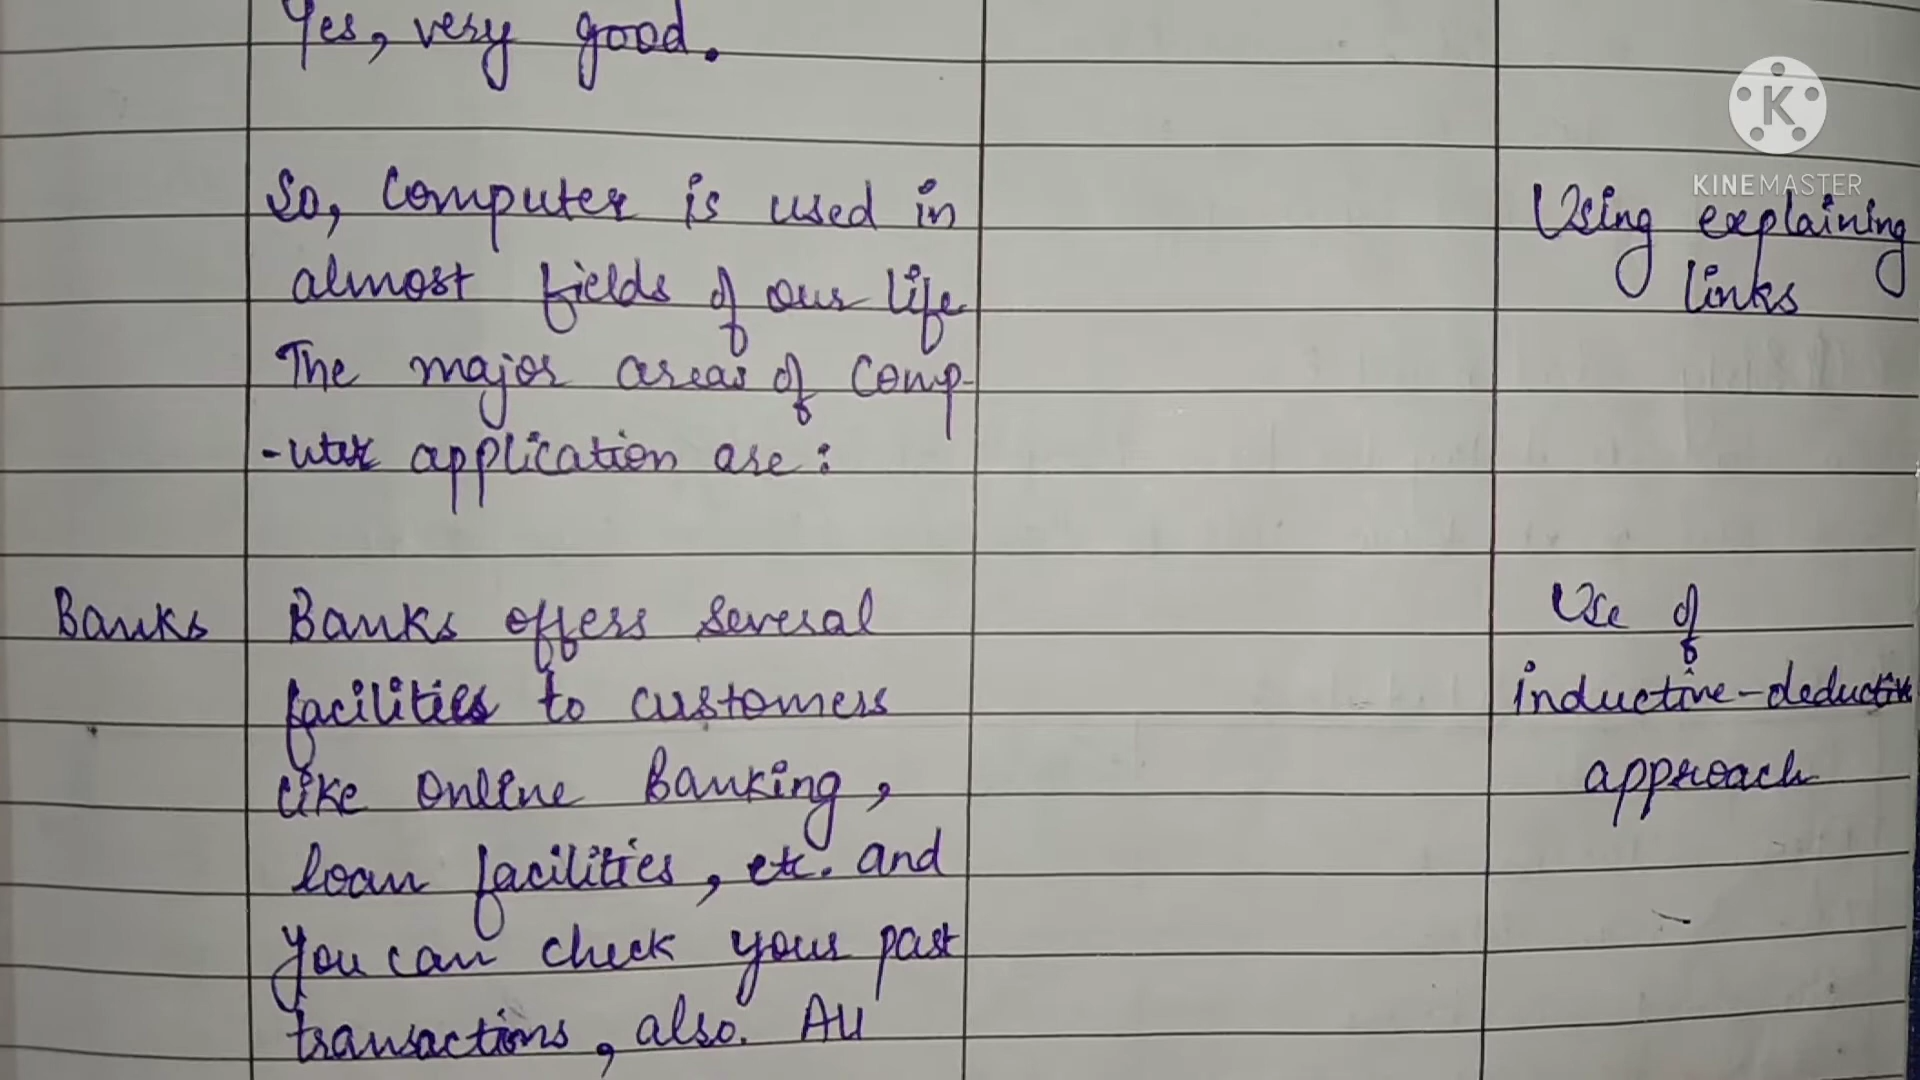 Yes, very good.
KINEMASTER
So, Computer is used in
almost fields of our life.
The major areas of Comp-
-uter application are:
Using explaining
links
Banks
Banks offers several
facilities to customers
like Online Banking,
loan facilities, etc. and
you can check your past
transactions, also. All
Use of
inductive-deductive
approach